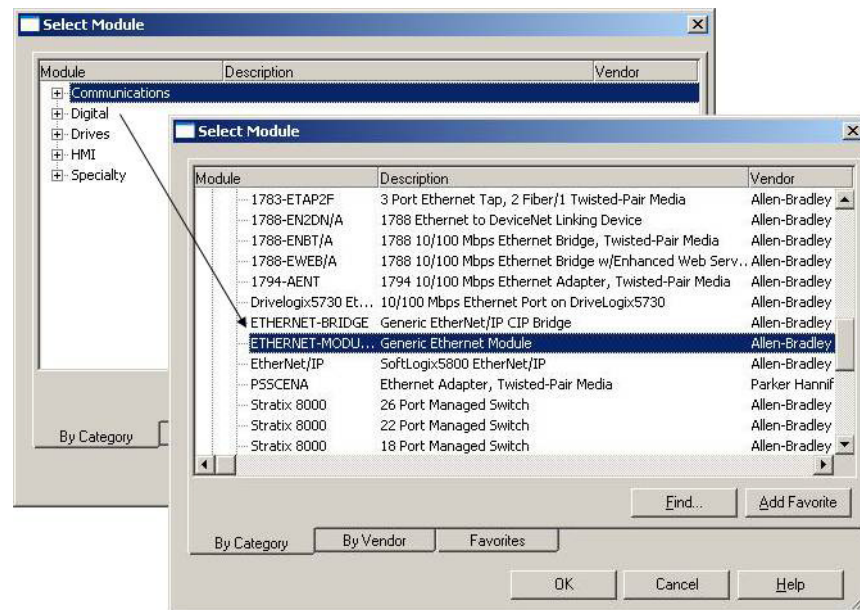 Select Module
Module Description Vendor
Communications
Digital
Drives
HMI
Specialty
By Category
Select Module
Module Description Vendor
1783-ETAP2F 3 Port Ethernet Tap, 2 Fiber/1 Twisted-Pair Media Allen-Bradley
1788-EN2DN/A 1788 Ethernet to DeviceNet Linking Device Allen-Bradley
1788-ENBT/A 1788 10/100 Mbps Ethernet Bridge, Twisted-Pair Media Allen-Bradley
1788-EWEB/A 1788 10/100 Mbps Ethernet Bridge w/Enhanced Web Serv... Allen-Bradley
1794-AENT 1794 10/100 Mbps Ethernet Adapter, Twisted-Pair Media Allen-Bradley
Drivelogix5730 Et... 10/100 Mbps Ethernet Port on DriveLogix5730 Allen-Bradley
ETHERNET-BRIDGE Generic EtherNet/IP CIP Bridge Allen-Bradley
ETHERNET-MODU... Generic Ethernet Module Allen-Bradley
EtherNet/IP SoftLogix5800 EtherNet/IP Allen-Bradley
PSSCENA Ethernet Adapter, Twisted-Pair Media Parker Hannif
Stratix 8000 26 Port Managed Switch Allen-Bradley
Stratix 8000 22 Port Managed Switch Allen-Bradley
Stratix 8000 18 Port Managed Switch Allen-Bradley
Find... Add Favorite
By Category By Vendor Favorites
OK Cancel Help